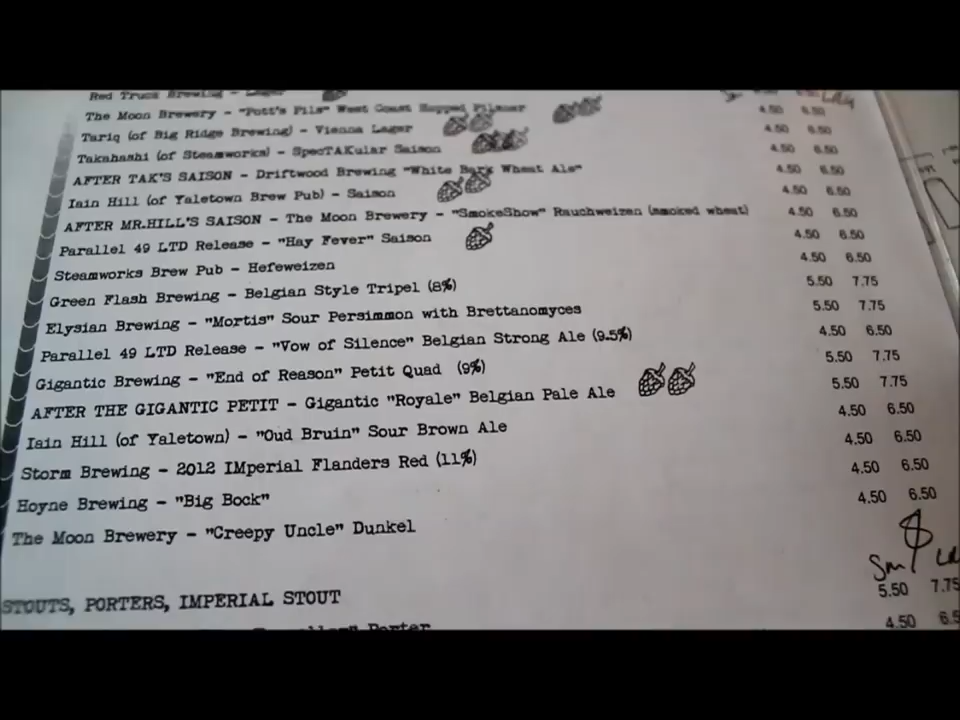 Red Truck Brewing - Lager
The Moon Brewery - "Pott's Pils" West Coast Hopped Pilsner 4.50 6.50
Tariq (of Big Ridge Brewing) - Vienna Lager 4.50 6.50
Takahashi (of Steamworks) - SpecTAKular Saison 4.50 6.50
AFTER TAK'S SAISON - Driftwood Brewing "White Bark Wheat Ale" 4.50 6.50
Iain Hill (of Yaletown Brew Pub) - Saison 4.50 6.50
AFTER MR.HILL'S SAISON - The Moon Brewery - "SmokeShow" Rauchweizen (smoked wheat) 4.50 6.50
Parallel 49 LTD Release - "Hay Fever" Saison 4.50 6.50
Steamworks Brew Pub - Hefeweizen 4.50 6.50
Green Flash Brewing - Belgian Style Tripel (8%) 5.50 7.75
Elysian Brewing - "Mortis" Sour Persimmon with Brettanomyces 5.50 7.75
Parallel 49 LTD Release - "Vow of Silence" Belgian Strong Ale (9.5%) 4.50 6.50
Gigantic Brewing - "End of Reason" Petit Quad (9%) 5.50 7.75
AFTER THE GIGANTIC PETIT - Gigantic "Royale" Belgian Pale Ale 5.50 7.75
Iain Hill (of Yaletown) - "Oud Bruin" Sour Brown Ale 4.50 6.50
Storm Brewing - 2012 IMperial Flanders Red (11%) 4.50 6.50
Hoyne Brewing - "Big Bock" 4.50 6.50
The Moon Brewery - "Creepy Uncle" Dunkel 4.50 6.50
$
Sm
STOUTS, PORTERS, IMPERIAL STOUT 5.50 7.75
Porter 4.50